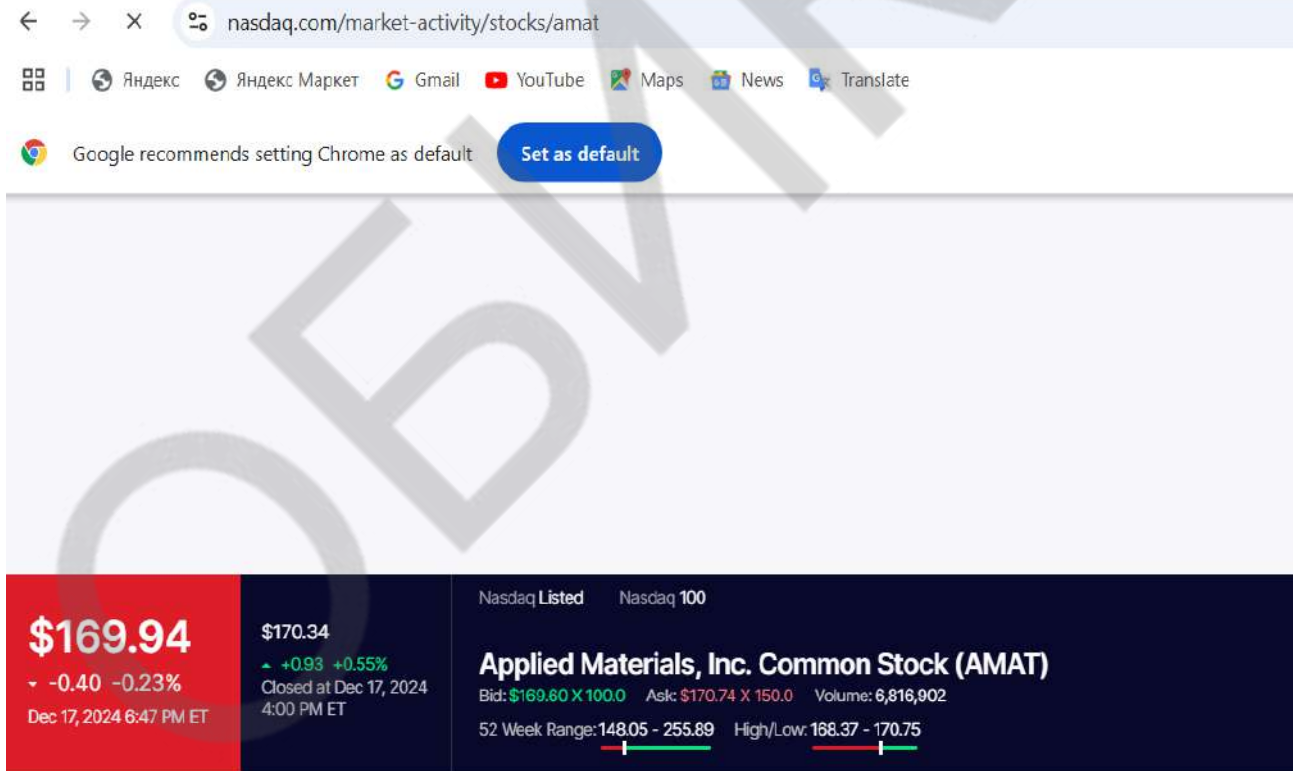 nasdaq.com/market-activity/stocks/amat
Яндекс Яндекс Маркет Gmail YouTube Maps News Translate
Google recommends setting Chrome as default Set as default
ОБИ
Nasdaq Listed Nasdaq 100
$169.94
-0.40 -0.23%
Dec 17, 2024 6:47 PM ET
$170.34
+0.93 +0.55%
Closed at Dec 17, 2024
4:00 PM ET
Applied Materials, Inc. Common Stock (AMAT)
Bid: $169.60 X 100.0 Ask: $170.74 X 150.0 Volume: 6,816,902
52 Week Range: 148.05 - 255.89 High/Low: 168.37 - 170.75